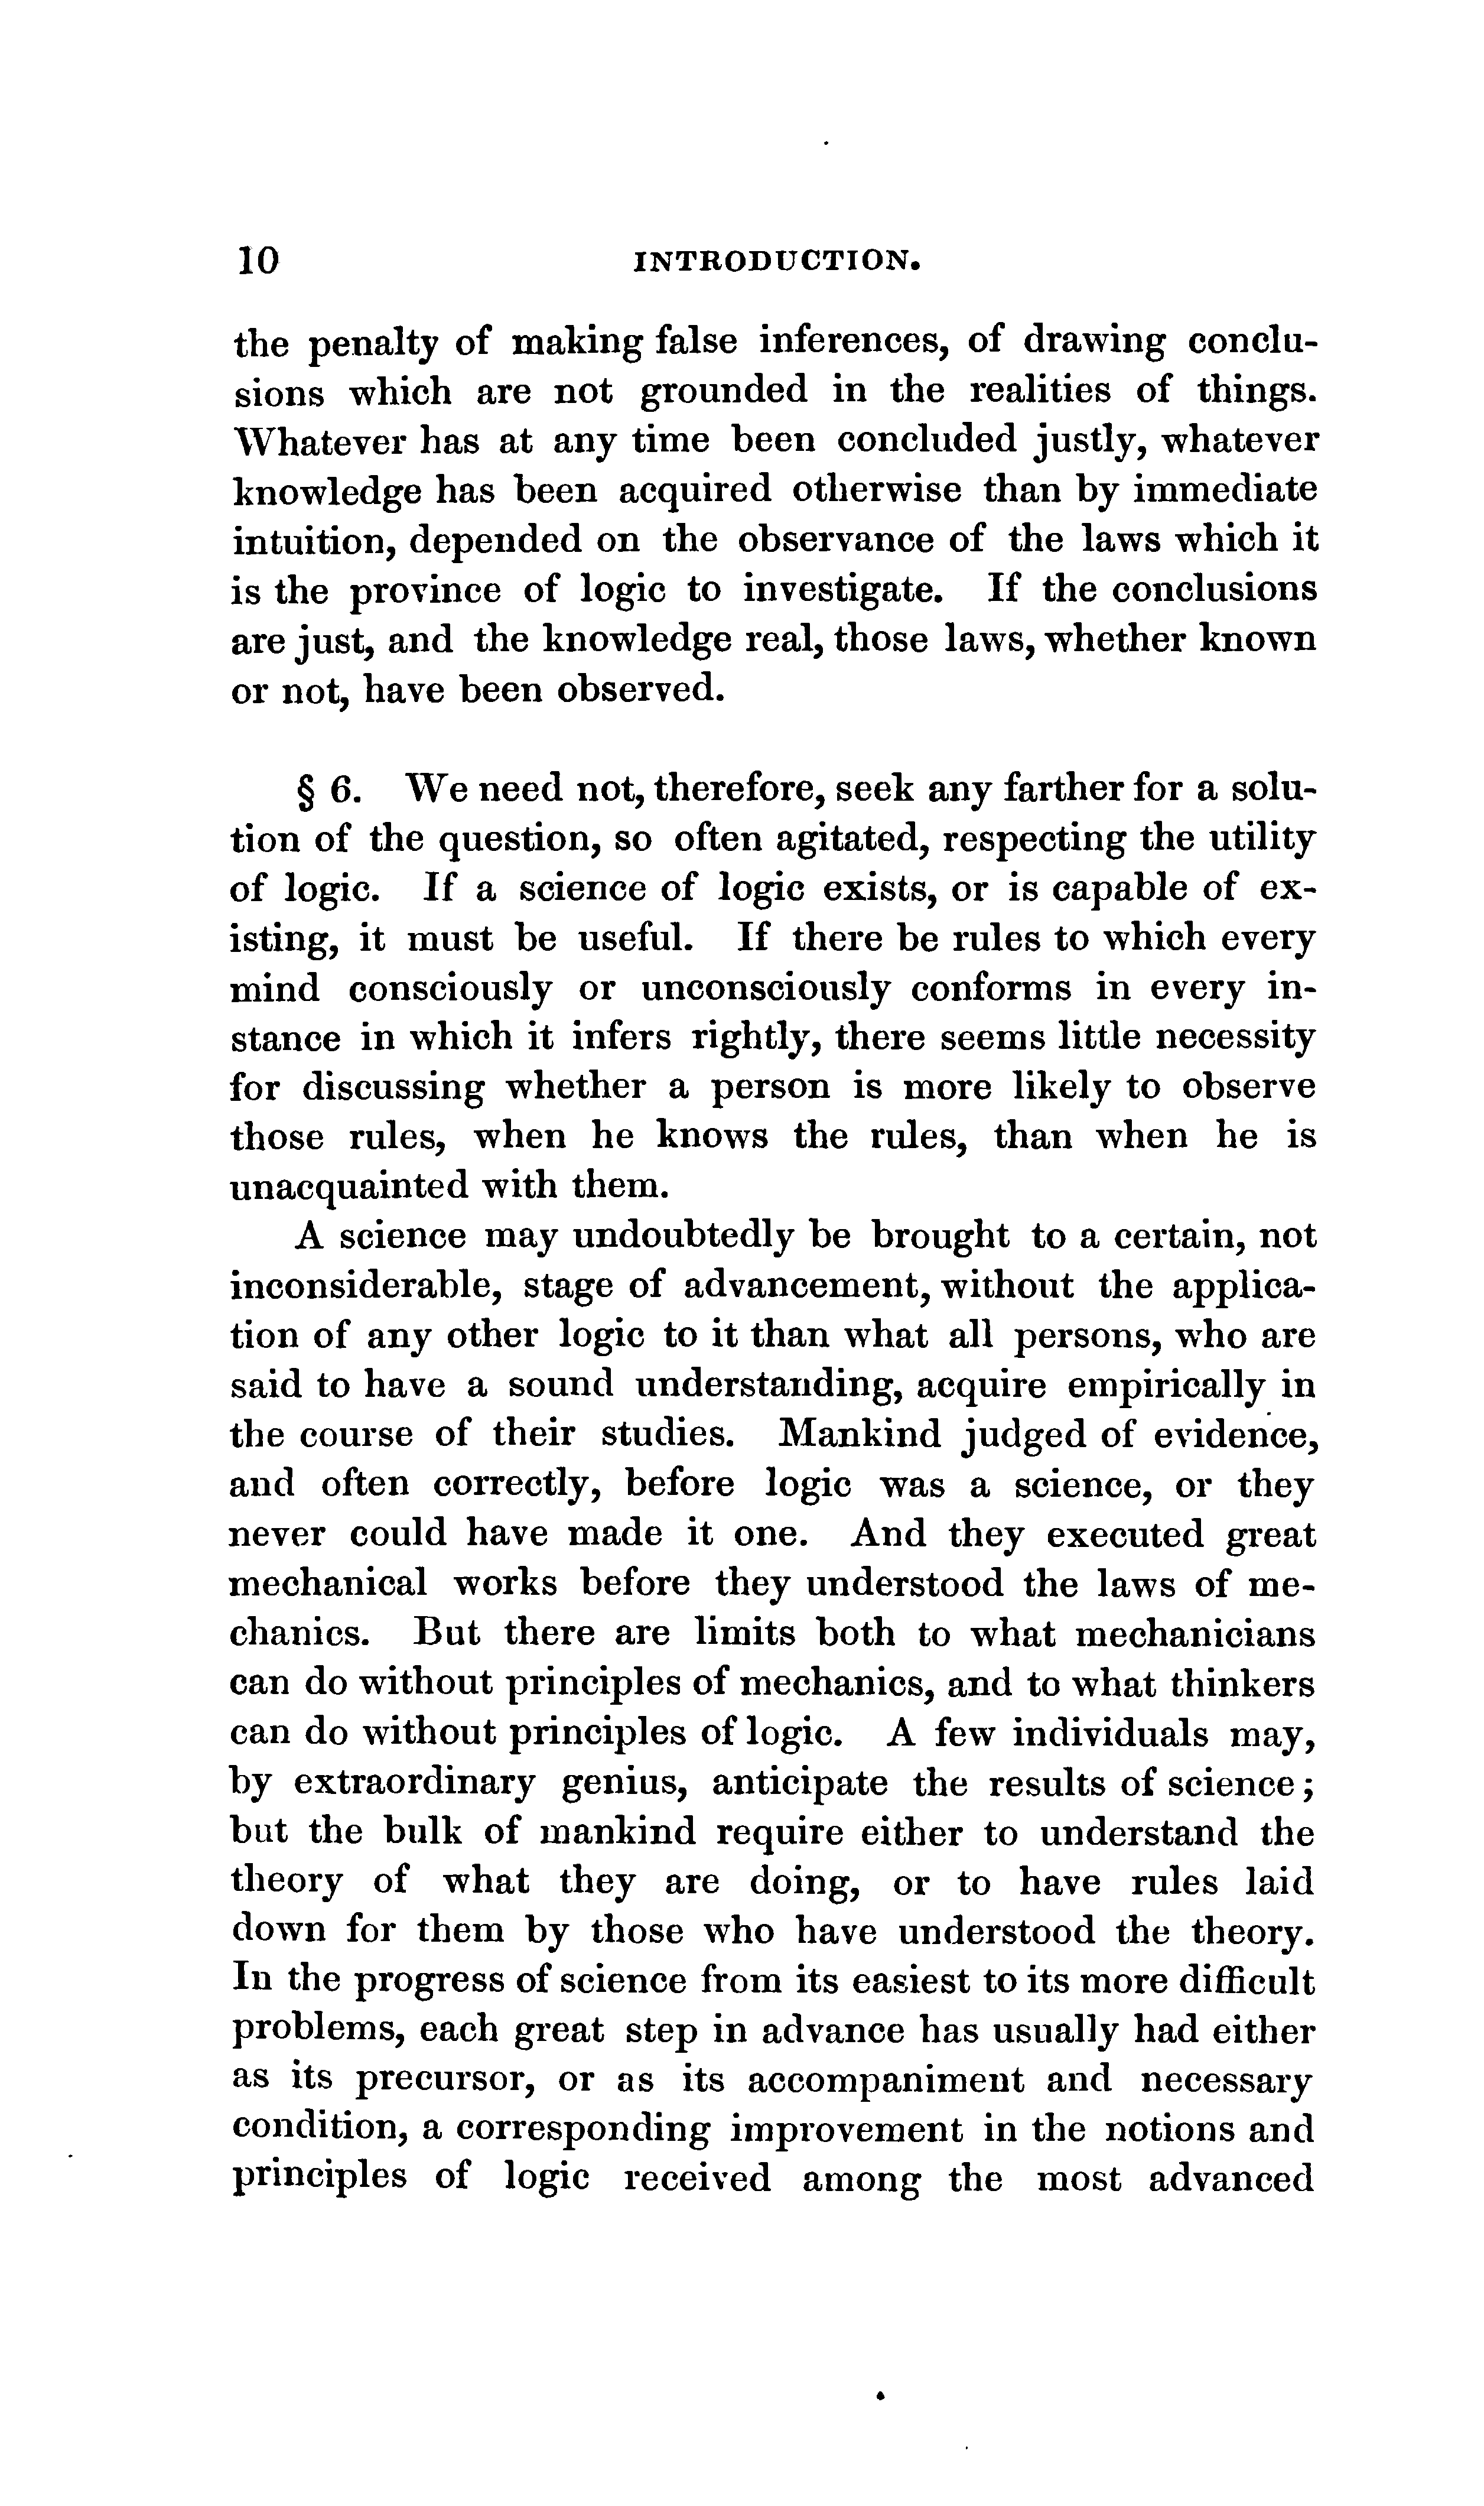 10 INTRODUCTION.
the penalty of making false inferences, of drawing conclu-
sions which are not grounded in the realities of things.
Whatever has at any time been concluded justly, whatever
knowledge has been acquired otherwise than by immediate
intuition, depended on the observance of the laws which it
is the province of logic to investigate. If the conclusions
are just, and the knowledge real, those laws, whether known
or not, have been observed.
§ 6. We need not, therefore, seek any farther for a solu-
tion of the question, so often agitated, respecting the utility
of logic. If a science of logic exists, or is capable of ex-
isting, it must be useful. If there be rules to which every
mind consciously or unconsciously conforms in every in-
stance in which it infers rightly, there seems little necessity
for discussing whether a person is more likely to observe
those rules, when he knows the rules, than when he is
unacquainted with them.
A science may undoubtedly be brought to a certain, not
inconsiderable, stage of advancement, without the applica-
tion of any other logic to it than what all persons, who are
said to have a sound understanding, acquire empirically in
the course of their studies. Mankind judged of evidence,
and often correctly, before logic was a science, or they
never could have made it one. And they executed great
mechanical works before they understood the laws of me-
chanics. But there are limits both to what mechanicians
can do without principles of mechanics, and to what thinkers
can do without principles of logic. A few individuals may,
by extraordinary genius, anticipate the results of science;
but the bulk of mankind require either to understand the
theory of what they are doing, or to have rules laid
down for them by those who have understood the theory.
In the progress of science from its easiest to its more difficult
problems, each great step in advance has usually had either
as its precursor, or as its accompaniment and necessary
condition, a corresponding improvement in the notions and
principles of logic received among the most advanced